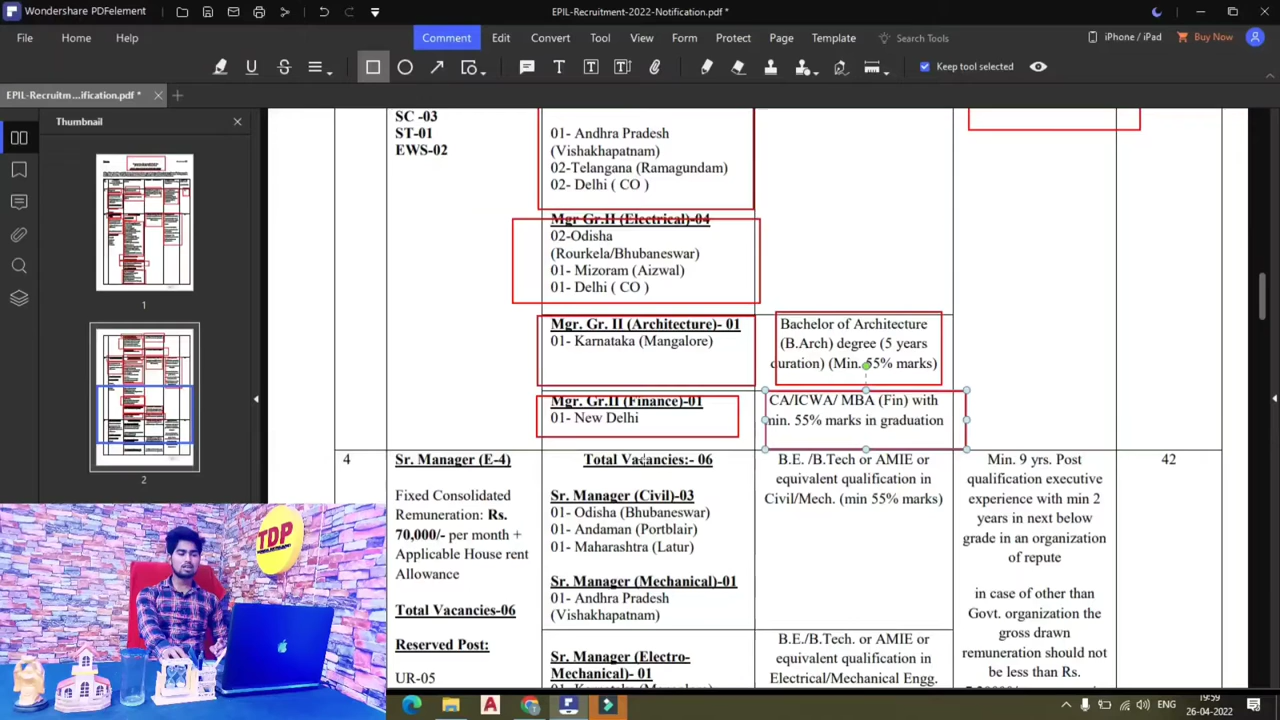 Wondershare PDFelement
EPIL-Recruitment-2022-Notification.pdf *
File Home Help
Comment Edit Convert Tool View Form Protect Page Template Search Tools
iPhone / iPad Buy Now
Keep tool selected
EPIL-Recruitm...ification.pdf *
Thumbnail
1
2
SC -03
ST-01
EWS-02
01- Andhra Pradesh
(Vishakhapatnam)
02-Telangana (Ramagundam)
02- Delhi ( CO )
Mgr Gr.II (Electrical)-04
02-Odisha
(Rourkela/Bhubaneswar)
01- Mizoram (Aizwal)
01- Delhi ( CO )
Mgr. Gr. II (Architecture)- 01
01- Karnataka (Mangalore)
Bachelor of Architecture
(B.Arch) degree (5 years
duration) (Min. 55% marks)
Mgr. Gr.II (Finance)-01
01- New Delhi
CA/ICWA/ MBA (Fin) with
min. 55% marks in graduation
4
Sr. Manager (E-4)
Fixed Consolidated
Remuneration: Rs.
70,000/- per month +
Applicable House rent
Allowance
Total Vacancies-06
Reserved Post:
UR-05
Total Vacancies:- 06
Sr. Manager (Civil)-03
01- Odisha (Bhubaneswar)
01- Andaman (Portblair)
01- Maharashtra (Latur)
Sr. Manager (Mechanical)-01
01- Andhra Pradesh
(Vishakhapatnam)
Sr. Manager (Electro-
Mechanical)- 01
B.E. /B.Tech or AMIE or
equivalent qualification in
Civil/Mech. (min 55% marks)
B.E./B.Tech. or AMIE or
equivalent qualification in
Electrical/Mechanical Engg.
Min. 9 yrs. Post
qualification executive
experience with min 2
years in next below
grade in an organization
of repute
in case of other than
Govt. organization the
gross drawn
remuneration should not
be less than Rs.
42
TDP
ENG
19:59
26-04-2022